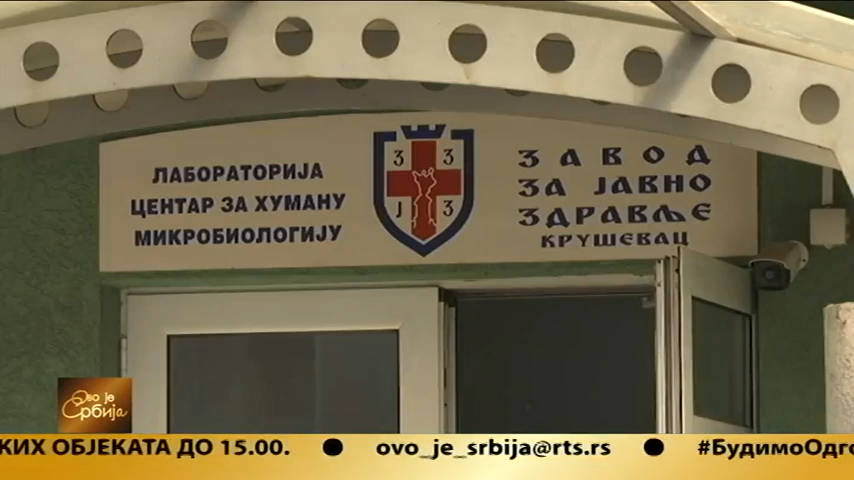 ЛАБОРАТОРИЈА
ЦЕНТАР ЗА ХУМАНУ
МИКРОБИОЛОГИЈУ
З З
Ј З
ЗАВОД
ЗА ЈАВНО
ЗДРАВЉЕ
КРУШЕВАЦ
Ово је
Србија
КИХ ОБЈЕКАТА ДО 15.00. ● ovo_je_srbija@rts.rs ● #БудимоОдго